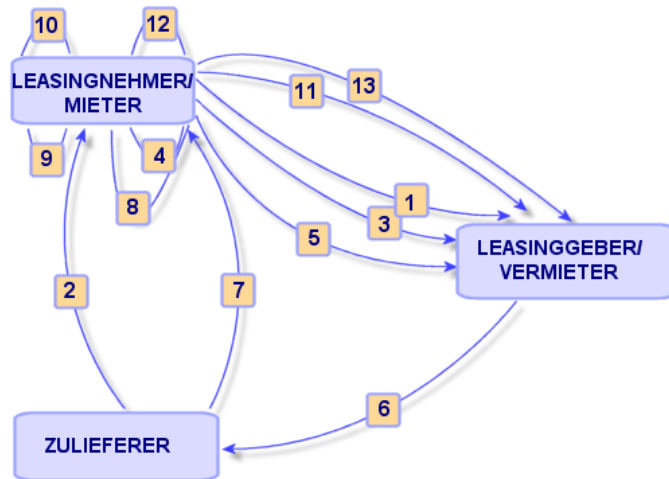 10
12
LEASINGNEHMER/
MIETER
13
11
9
4
8
1
3
5
LEASINGGEBER/
VERMIETER
2
7
6
ZULIEFERER